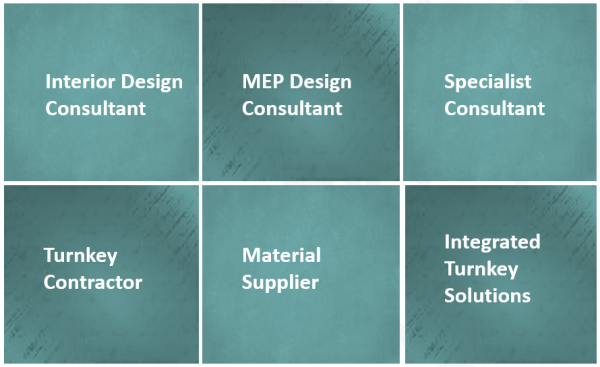 Interior Design
Consultant
MEP Design
Consultant
Specialist
Consultant
Turnkey
Contractor
Material
Supplier
Integrated
Turnkey
Solutions